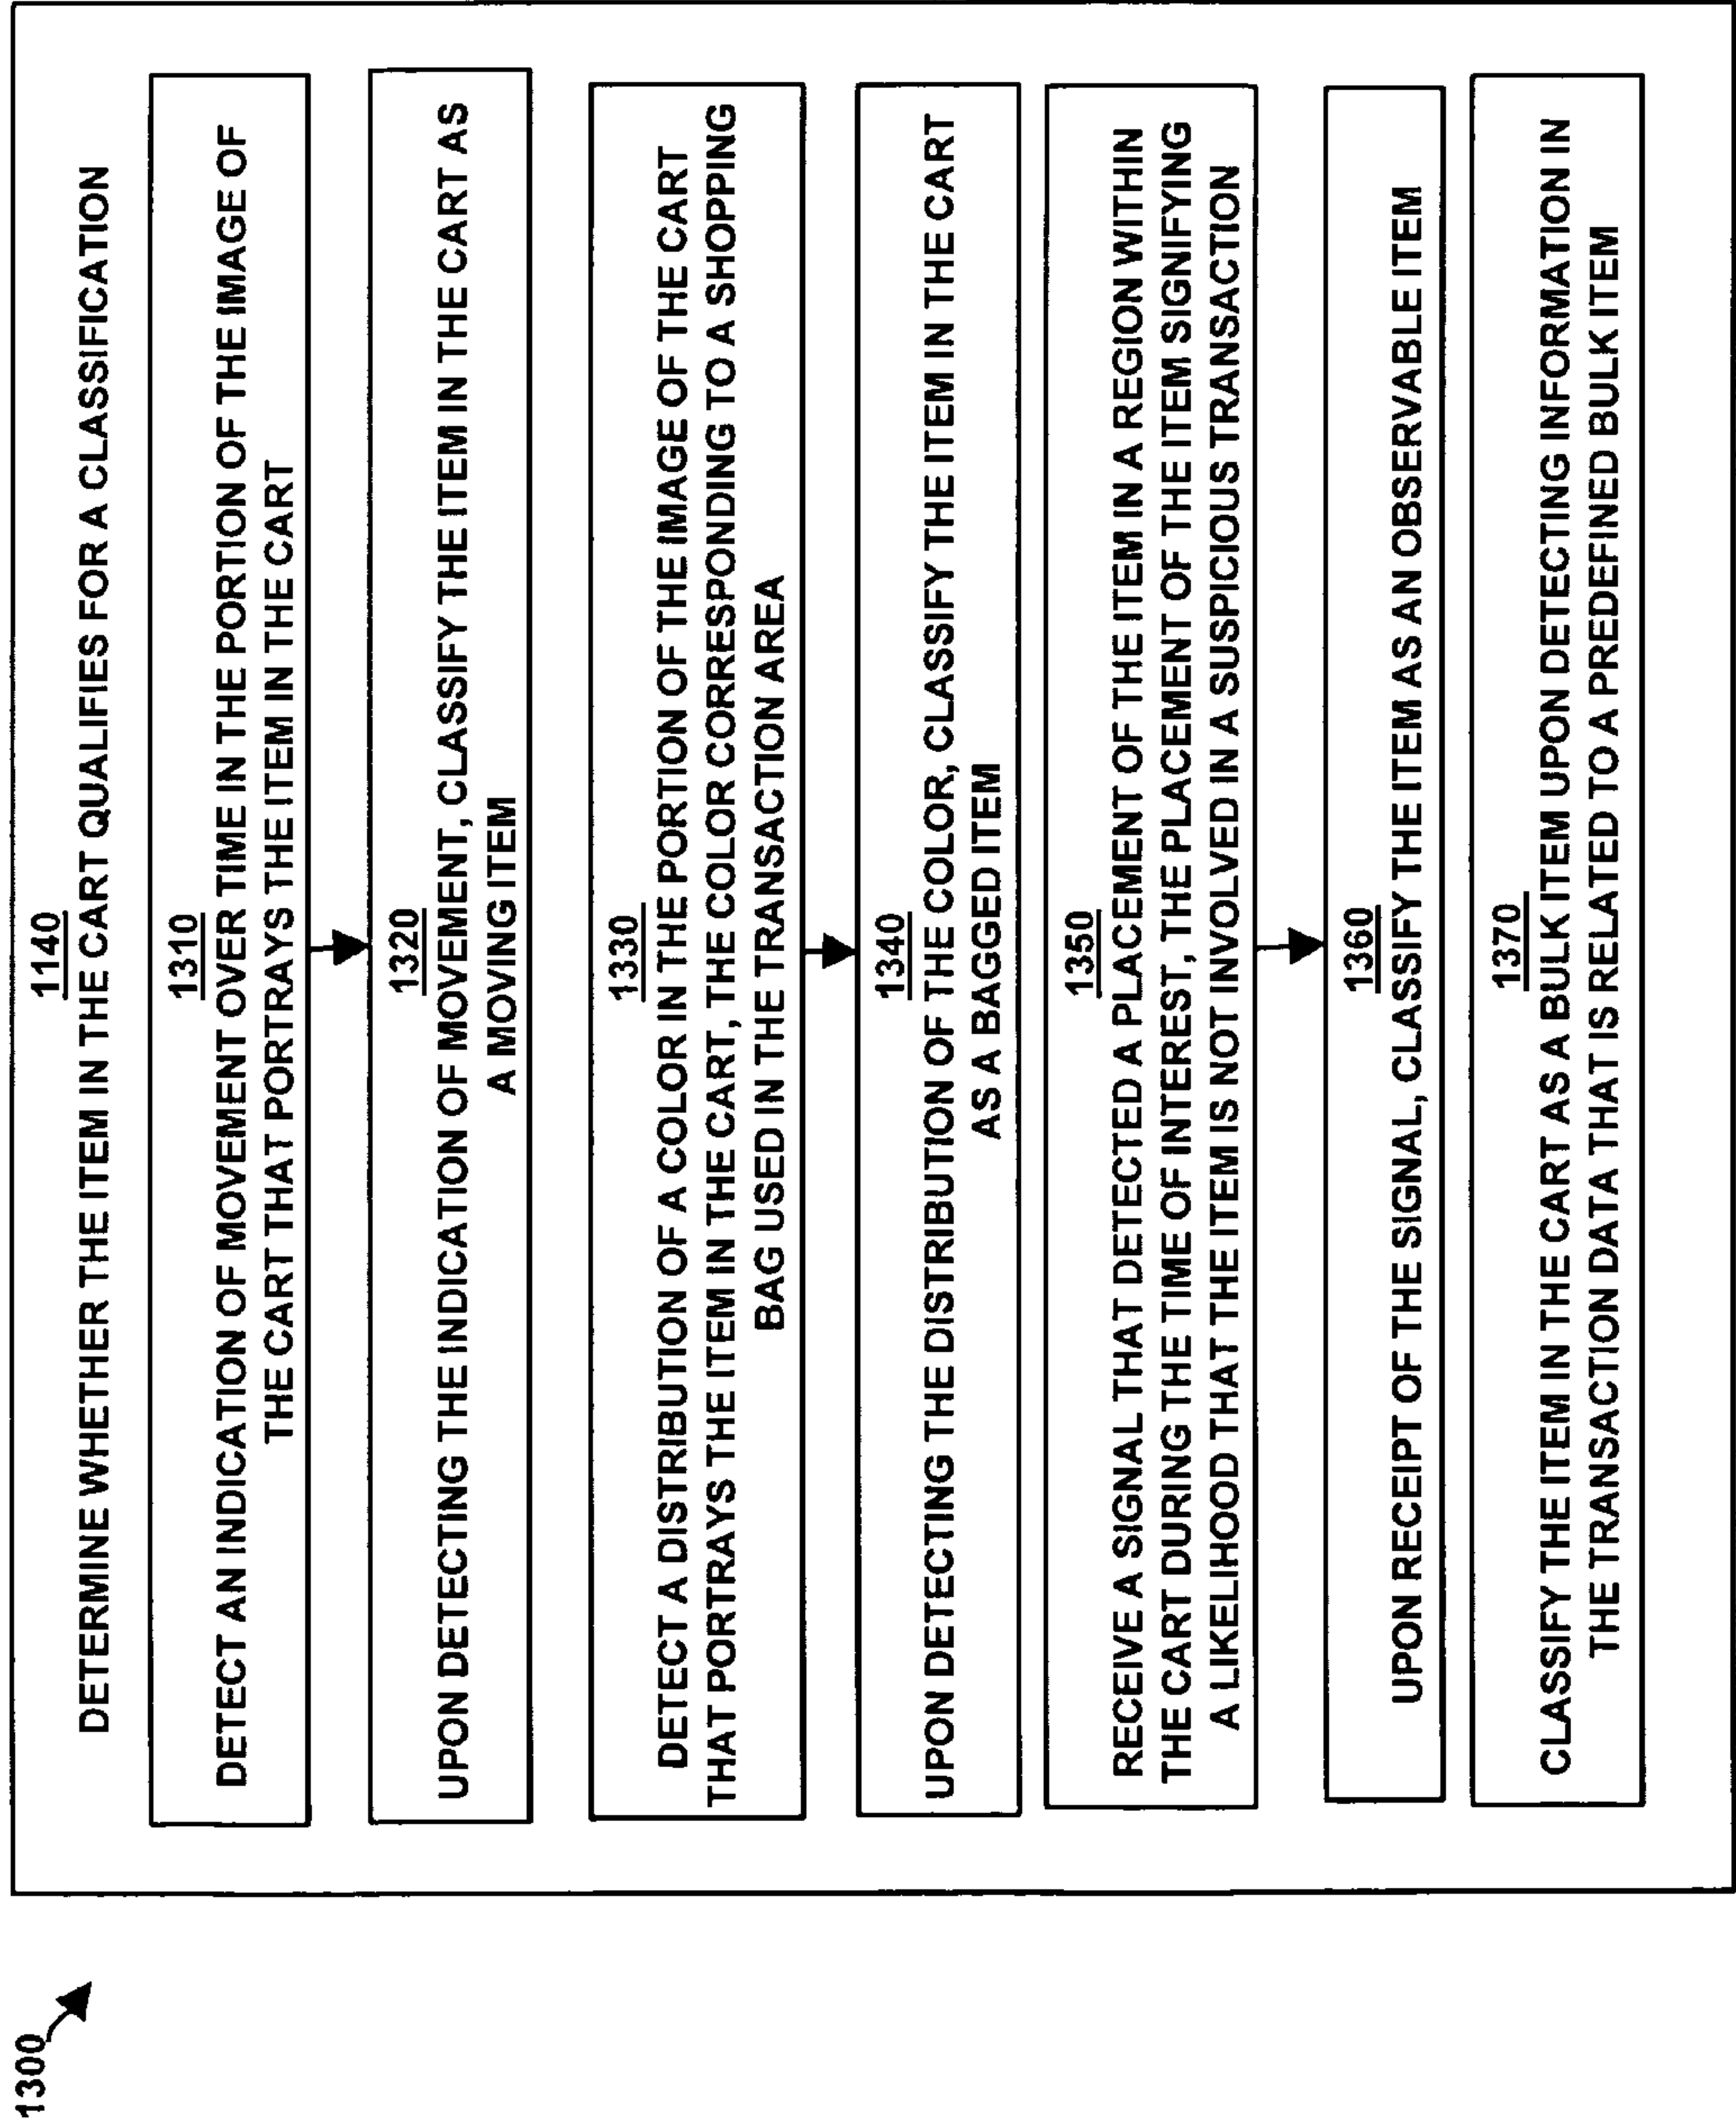 1300
1140
DETERMINE WHETHER THE ITEM IN THE CART QUALIFIES FOR A CLASSIFICATION
1310
DETECT AN INDICATION OF MOVEMENT OVER TIME IN THE PORTION OF THE IMAGE OF
THE CART THAT PORTRAYS THE ITEM IN THE CART
1320
UPON DETECTING THE INDICATION OF MOVEMENT, CLASSIFY THE ITEM IN THE CART AS
A MOVING ITEM
1330
DETECT A DISTRIBUTION OF A COLOR IN THE PORTION OF THE IMAGE OF THE CART
THAT PORTRAYS THE ITEM IN THE CART, THE COLOR CORRESPONDING TO A SHOPPING
BAG USED IN THE TRANSACTION AREA
1340
UPON DETECTING THE DISTRIBUTION OF THE COLOR, CLASSIFY THE ITEM IN THE CART
AS A BAGGED ITEM
1350
RECEIVE A SIGNAL THAT DETECTED A PLACEMENT OF THE ITEM IN A REGION WITHIN
THE CART DURING THE TIME OF INTEREST, THE PLACEMENT OF THE ITEM SIGNIFYING
A LIKELIHOOD THAT THE ITEM IS NOT INVOLVED IN A SUSPICIOUS TRANSACTION
1360
UPON RECEIPT OF THE SIGNAL, CLASSIFY THE ITEM AS AN OBSERVABLE ITEM
1370
CLASSIFY THE ITEM IN THE CART AS A BULK ITEM UPON DETECTING INFORMATION IN
THE TRANSACTION DATA THAT IS RELATED TO A PREDEFINED BULK ITEM